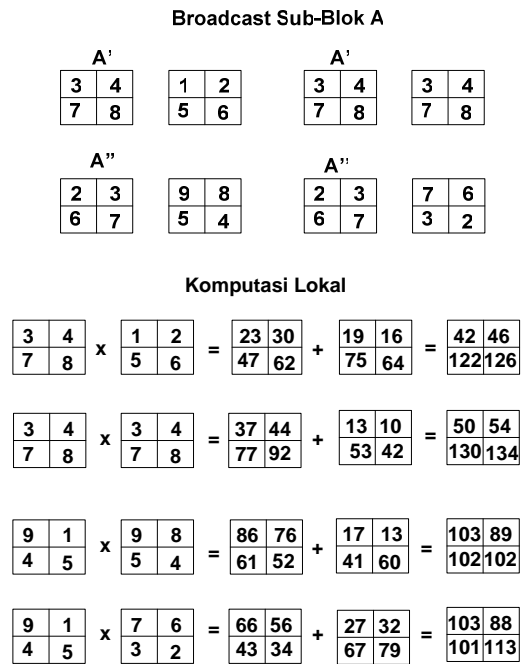 Broadcast Sub-Blok A
A' A'
3 4 1 2 3 4 3 4
7 8 5 6 7 8 7 8
A" A"
2 3 9 8 2 3 7 6
6 7 5 4 6 7 3 2
Komputasi Lokal
3 4 1 2 23 30 19 16 42 46
7 8 x 5 6 = 47 62 + 75 64 = 122 126
3 4 3 4 37 44 13 10 50 54
7 8 x 7 8 = 77 92 + 53 42 = 130 134
9 1 9 8 86 76 17 13 103 89
4 5 x 5 4 = 61 52 + 41 60 = 102 102
9 1 7 6 66 56 27 32 103 88
4 5 x 3 2 = 43 34 + 67 79 = 101 113